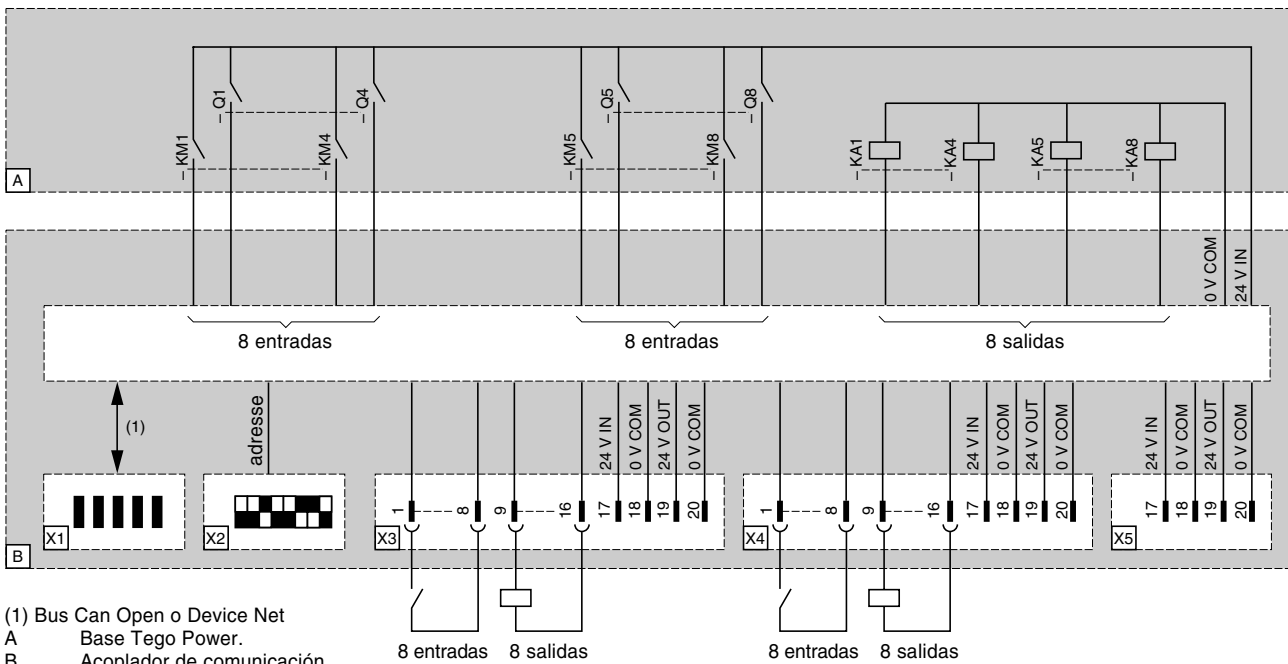 Q1
Q4
Q5
Q8
KM1
KM4
KM5
KM8
KA1
KA4
KA5
KA8
A
0 V COM
24 V IN
8 entradas
8 entradas
8 salidas
(1)
adresse
24 V IN
0 V COM
24 V OUT
0 V COM
24 V IN
0 V COM
24 V OUT
0 V COM
24 V IN
0 V COM
24 V OUT
0 V COM
1
8
9
16
17
18
19
20
1
8
9
16
17
18
19
20
17
18
19
20
X1
X2
X3
X4
X5
B
(1) Bus Can Open o Device Net
A Base Tego Power.
B Acoplador de comunicación
8 entradas
8 salidas
8 entradas
8 salidas